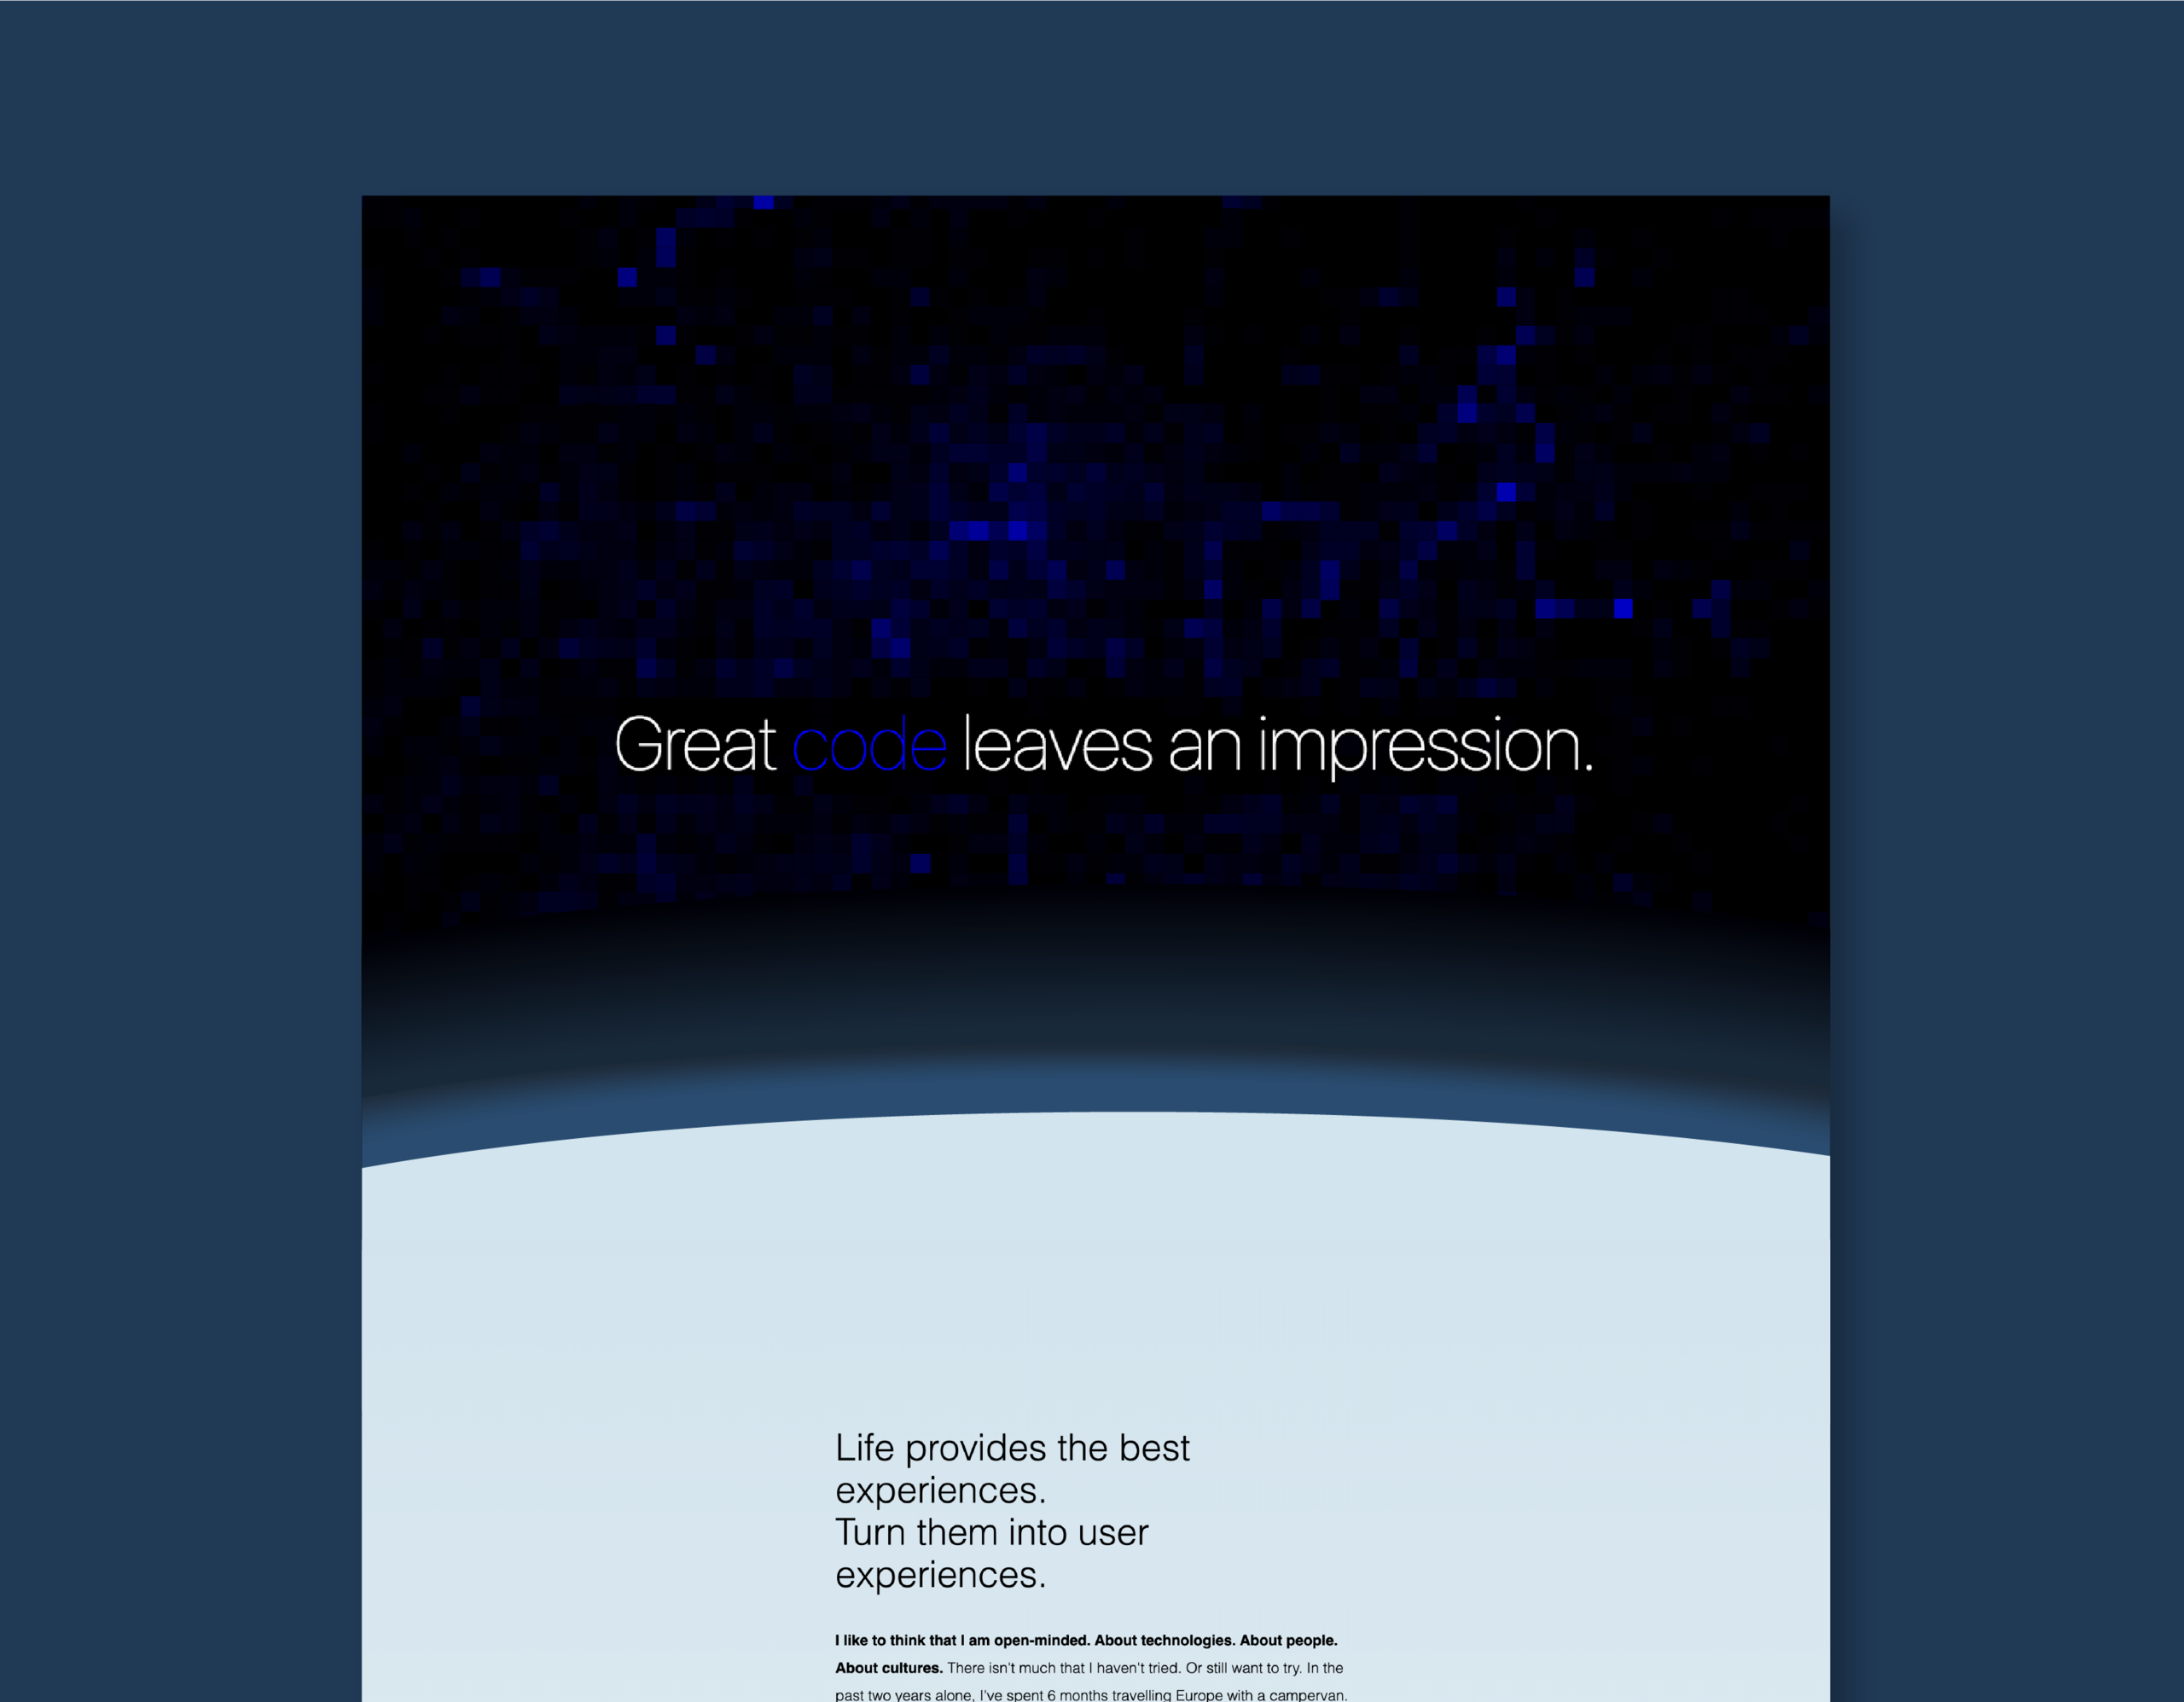 Great code leaves an impression.
Life provides the best
experiences.
Turn them into user
experiences.
I like to think that I am open-minded. About technologies. About people.
About cultures. There isn't much that I haven't tried. Or still want to try. In the
past two years alone, I've spent 6 months travelling Europe with a campervan.